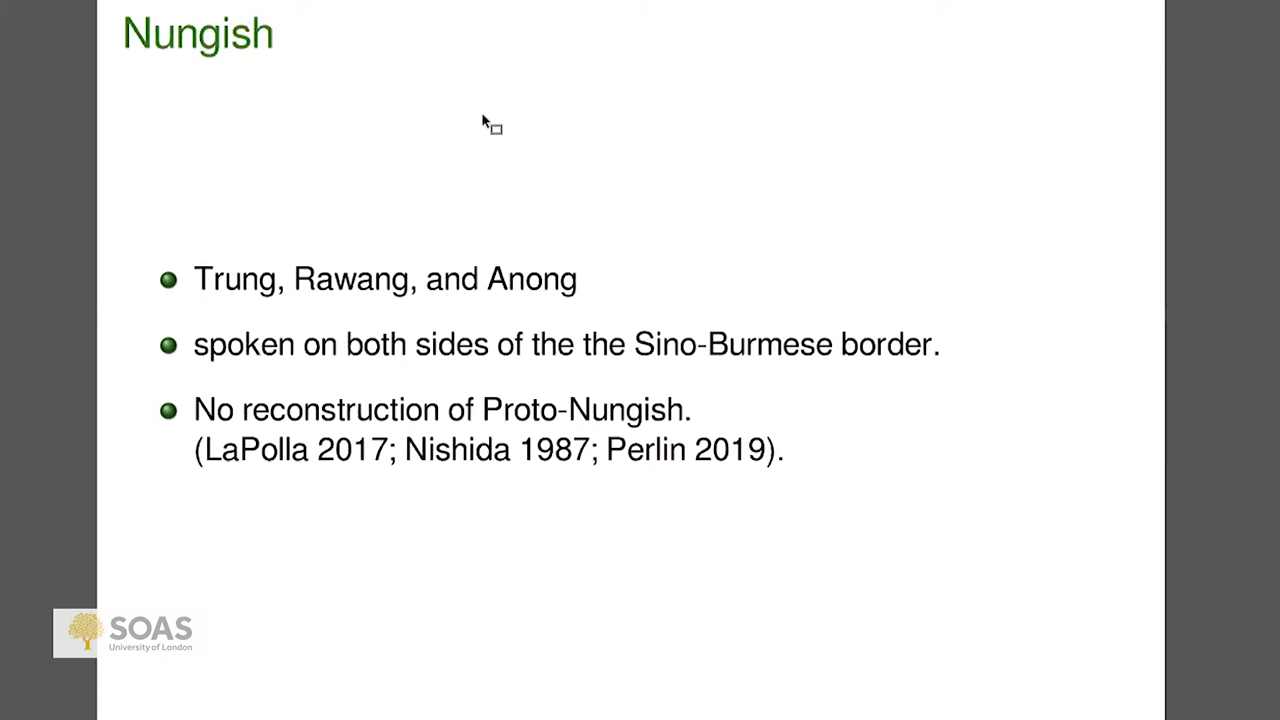 Nungish
Trung, Rawang, and Anong
spoken on both sides of the the Sino-Burmese border.
No reconstruction of Proto-Nungish.
(LaPolla 2017; Nishida 1987; Perlin 2019).
SOAS
University of London